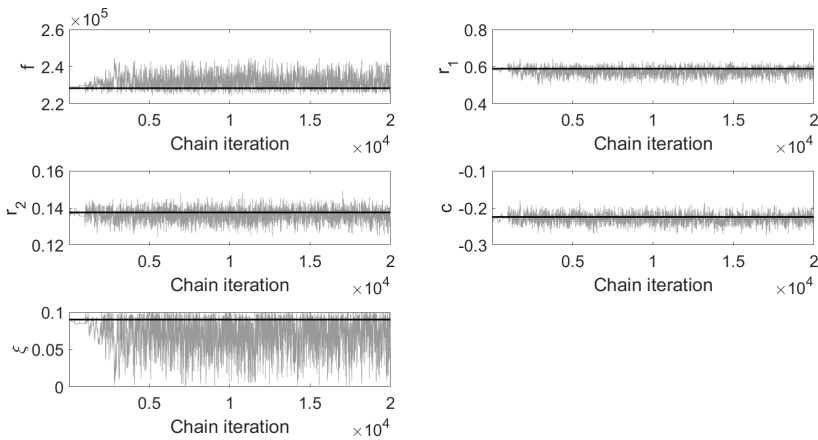 ×10^5
2.6
2.4
2.2
f
0.5 1 1.5 2
Chain iteration
×10^4
0.8
0.6
0.4
r_1
0.5 1 1.5 2
Chain iteration
×10^4
0.16
0.14
0.12
r_2
0.5 1 1.5 2
Chain iteration
×10^4
-0.1
-0.2
-0.3
c
0.5 1 1.5 2
Chain iteration
×10^4
0.1
0.05
0
ξ
0.5 1 1.5 2
Chain iteration
×10^4